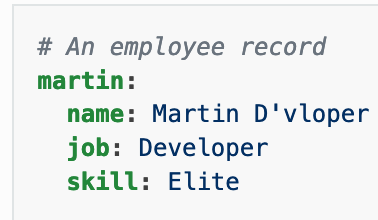 # An employee record
martin:
  name: Martin D'vloper
  job: Developer
  skill: Elite